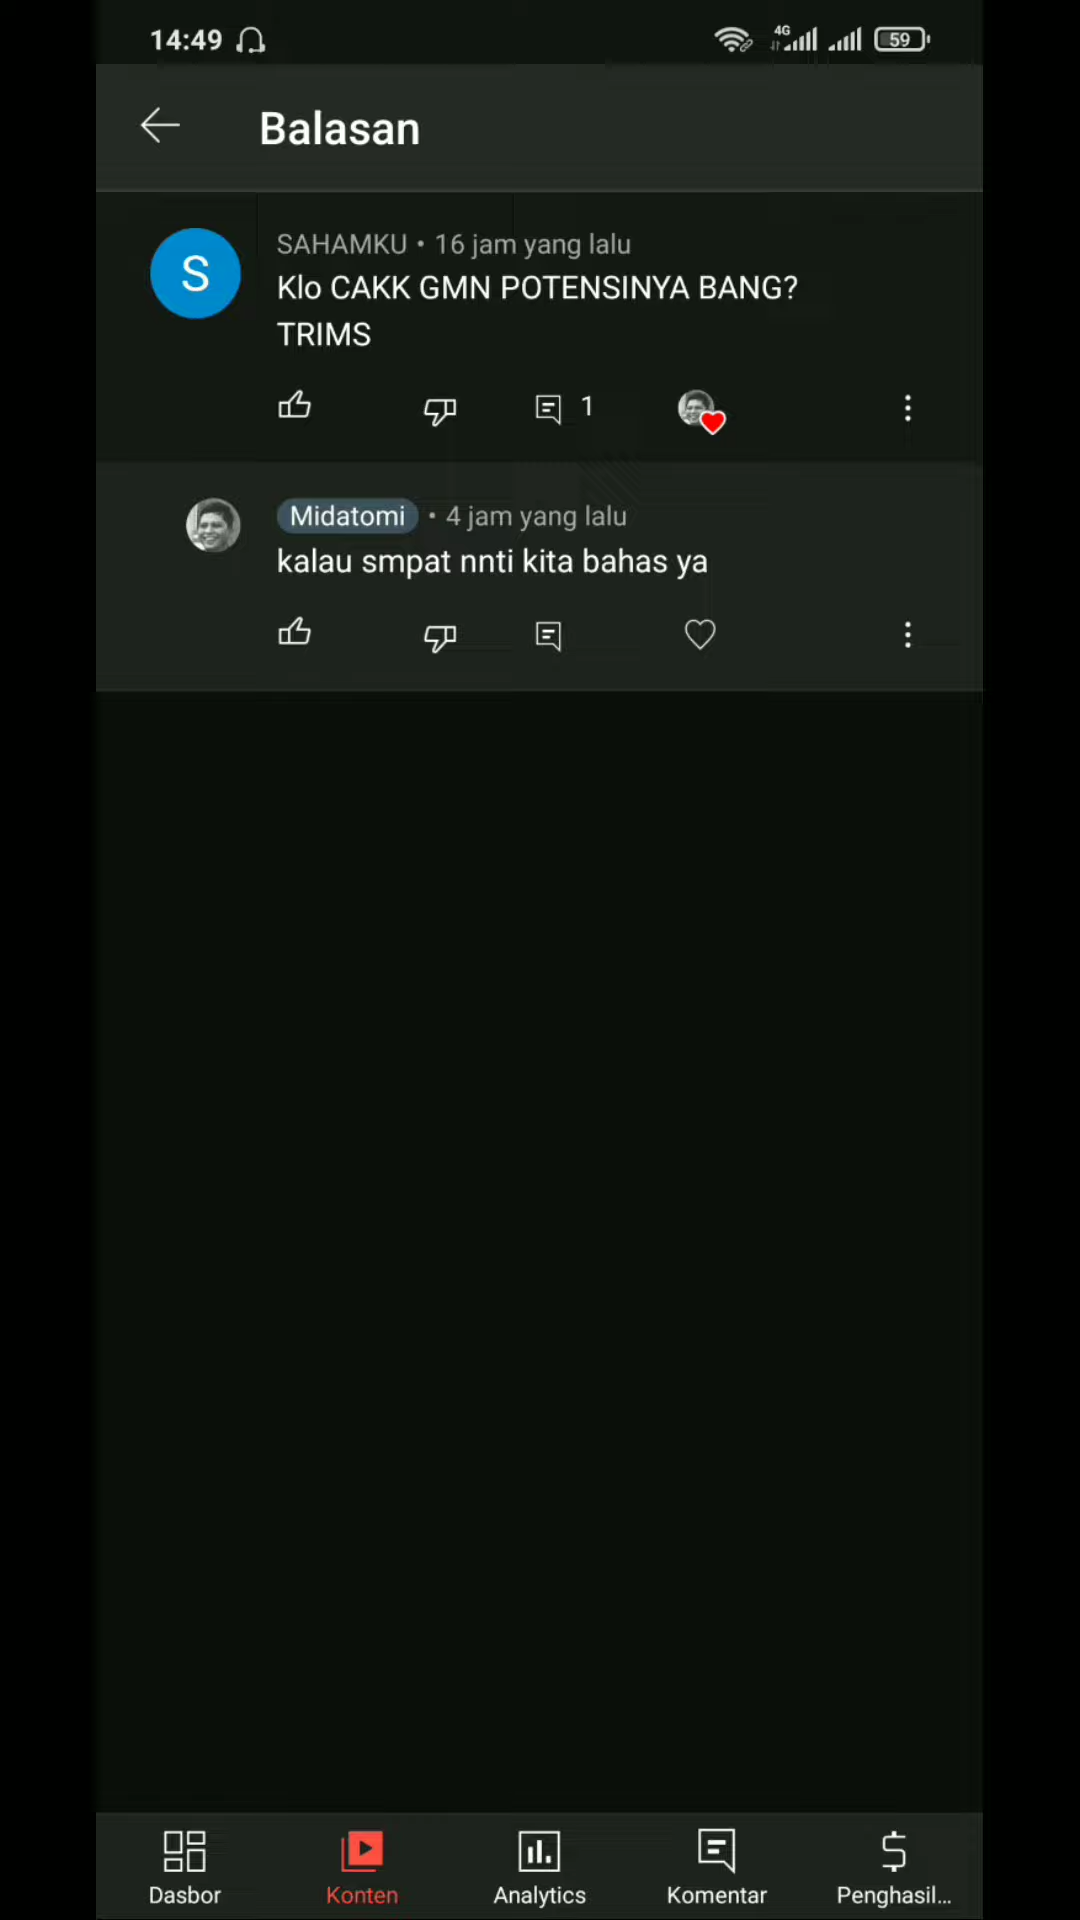 14:49
4G
59
Balasan
S
SAHAMKU • 16 jam yang lalu
Klo CAKK GMN POTENSINYA BANG?
TRIMS
1
Midatomi • 4 jam yang lalu
kalau smpat nnti kita bahas ya
Dasbor
Konten
Analytics
Komentar
Penghasil...